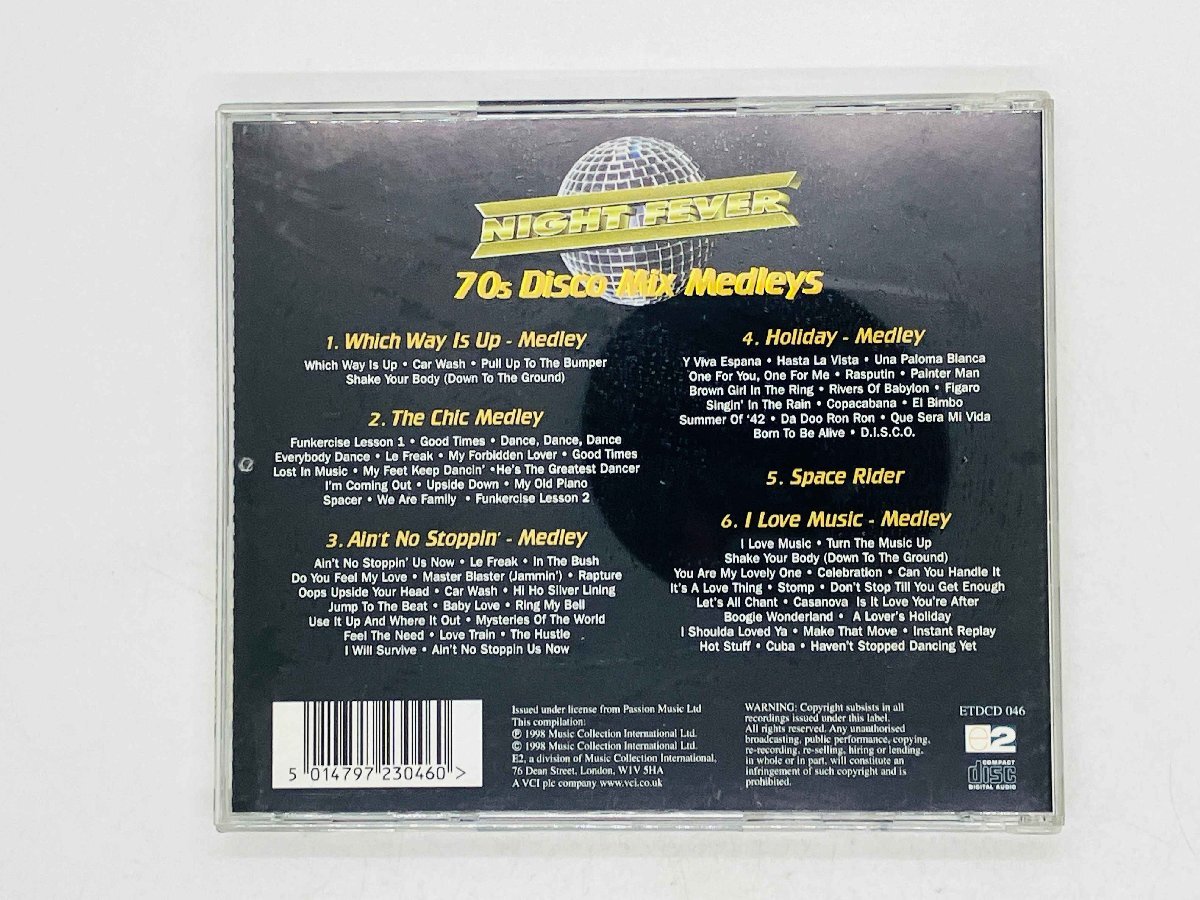 NIGHT FEVER
70s Disco Mix Medleys
1. Which Way Is Up - Medley
Which Way Is Up • Car Wash • Pull Up To The Bumper
Shake Your Body (Down To The Ground)
2. The Chic Medley
Funkercise Lesson 1 • Good Times • Dance, Dance, Dance
Everybody Dance • Le Freak • My Forbidden Lover • Good Times
Lost In Music • My Feet Keep Dancin' •He's The Greatest Dancer
I'm Coming Out • Upside Down • My Old Piano
Spacer • We Are Family • Funkercise Lesson 2
3. Ain't No Stoppin' - Medley
Ain't No Stoppin' Us Now • Le Freak • In The Bush
Do You Feel My Love • Master Blaster (Jammin') • Rapture
Oops Upside Your Head • Car Wash • Hi Ho Silver Lining
Jump To The Beat • Baby Love • Ring My Bell
Use It Up And Where It Out • Mysteries Of The World
Feel The Need • Love Train • The Hustle
I Will Survive • Ain't No Stoppin Us Now
4. Holiday - Medley
Y Viva Espana • Hasta La Vista • Una Paloma Blanca
One For You, One For Me • Rasputin • Painter Man
Brown Girl In The Ring • Rivers Of Babylon • Figaro
Singin' In The Rain • Copacabana • El Bimbo
Summer Of '42 • Da Doo Ron Ron • Que Sera Mi Vida
Born To Be Alive • D.I.S.C.O.
5. Space Rider
6. I Love Music - Medley
I Love Music • Turn The Music Up
Shake Your Body (Down To The Ground)
You Are My Lovely One • Celebration • Can You Handle It
It's A Love Thing • Stomp • Don't Stop Till You Get Enough
Let's All Chant • Casanova Is It Love You're After
Boogie Wonderland • A Lover's Holiday
I Shoulda Loved Ya • Make That Move • Instant Replay
Hot Stuff • Cuba • Haven't Stopped Dancing Yet
5 014797 230460 >
Issued under license from Passion Music Ltd
This compilation:
℗ 1998 Music Collection International Ltd.
© 1998 Music Collection International Ltd.
E2, a division of Music Collection International,
76 Dean Street, London, W1V 5HA
A VCI plc company www.vci.co.uk
WARNING: Copyright subsists in all
recordings issued under this label.
All rights reserved. Any unauthorised
broadcasting, public performance, copying,
re-recording, re-selling, hiring or lending,
in whole or in part, will constitute an
infringement of such copyright and is
prohibited.
ETDCD 046
e2
COMPACT
disc
DIGITAL AUDIO